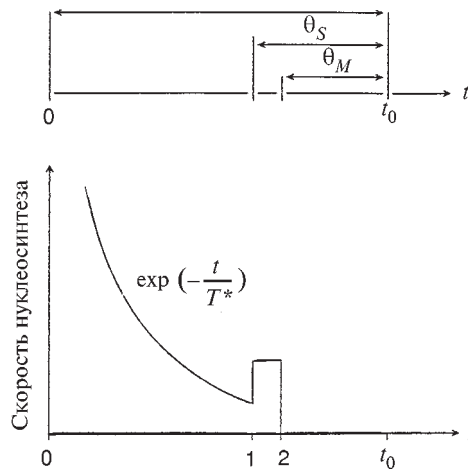 θ_S
θ_M
t
0
t_0
Скорость нуклеосинтеза
exp (−t/T*)
0
1
2
t_0